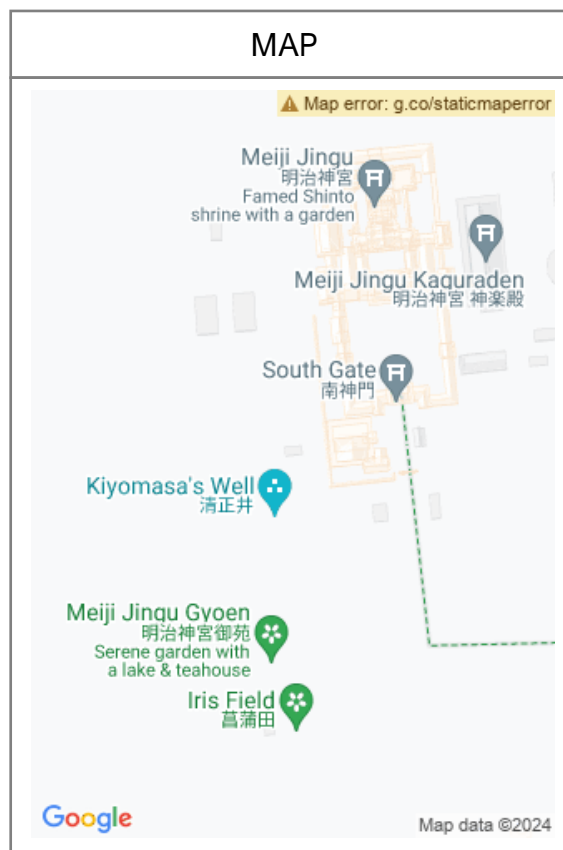 MAP
Map error: g.co/staticmaperror
Meiji Jingu
明治神宮
Famed Shinto
shrine with a garden
Meiji Jingu Kaguraden
明治神宮 神楽殿
South Gate
南神門
Kiyomasa's Well
清正井
Meiji Jingu Gyoen
明治神宮御苑
Serene garden with
a lake & teahouse
Iris Field
菖蒲田
Google
Map data ©2024